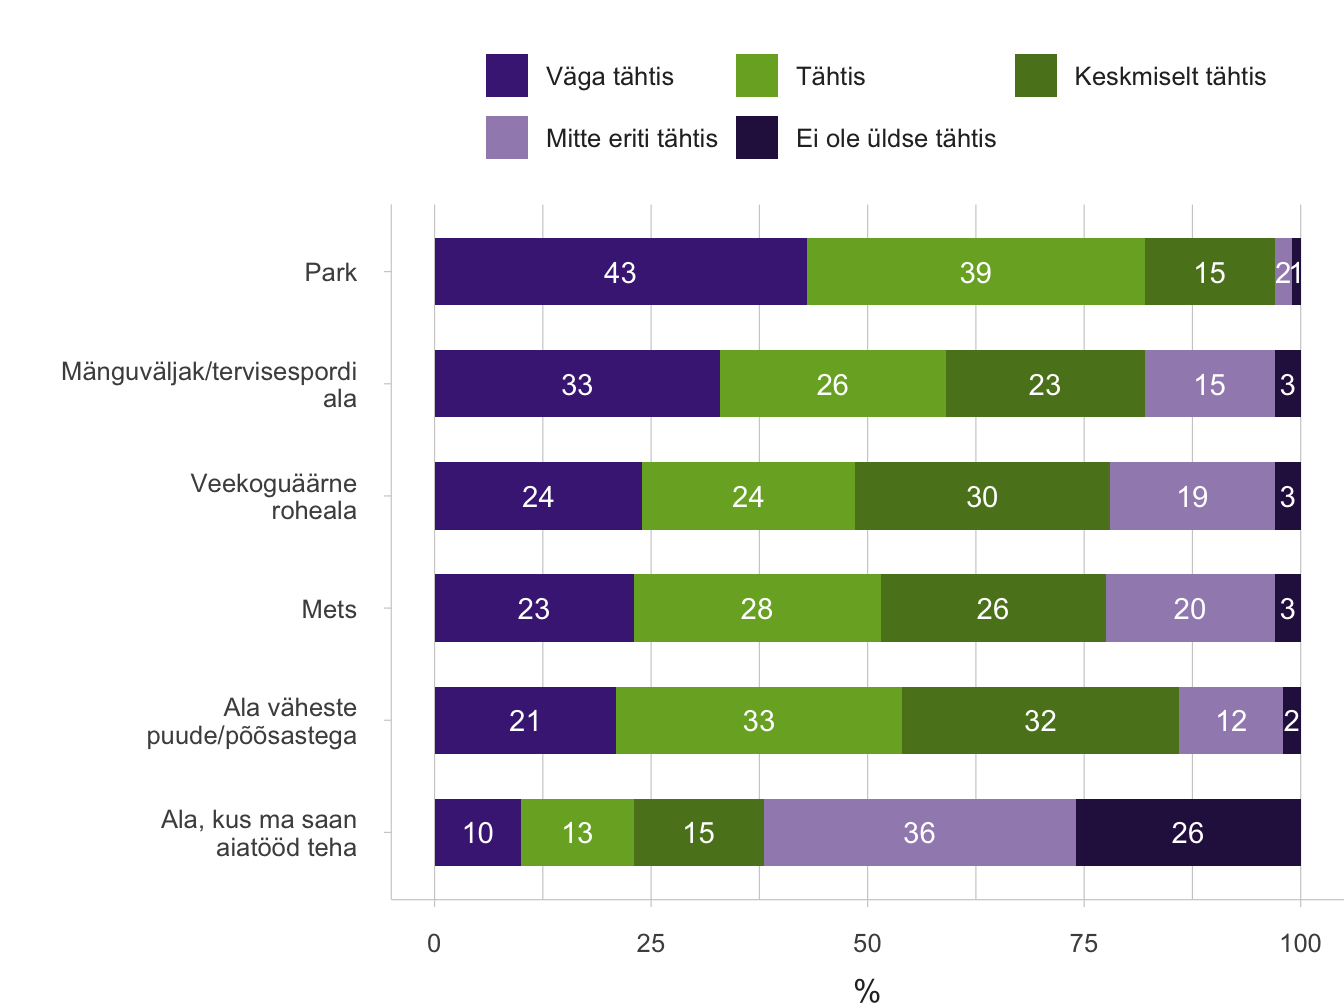 Väga tähtis Tähtis Keskmiselt tähtis
Mitte eriti tähtis Ei ole üldse tähtis
Park 43 39 15 2 1
Mänguväljak/tervisespordi
ala
33 26 23 15 3
Veekoguäärne
roheala
24 24 30 19 3
Mets 23 28 26 20 3
Ala väheste
puude/põõsastega
21 33 32 12 2
Ala, kus ma saan
aiatööd teha
10 13 15 36 26
0 25 50 75 100
%